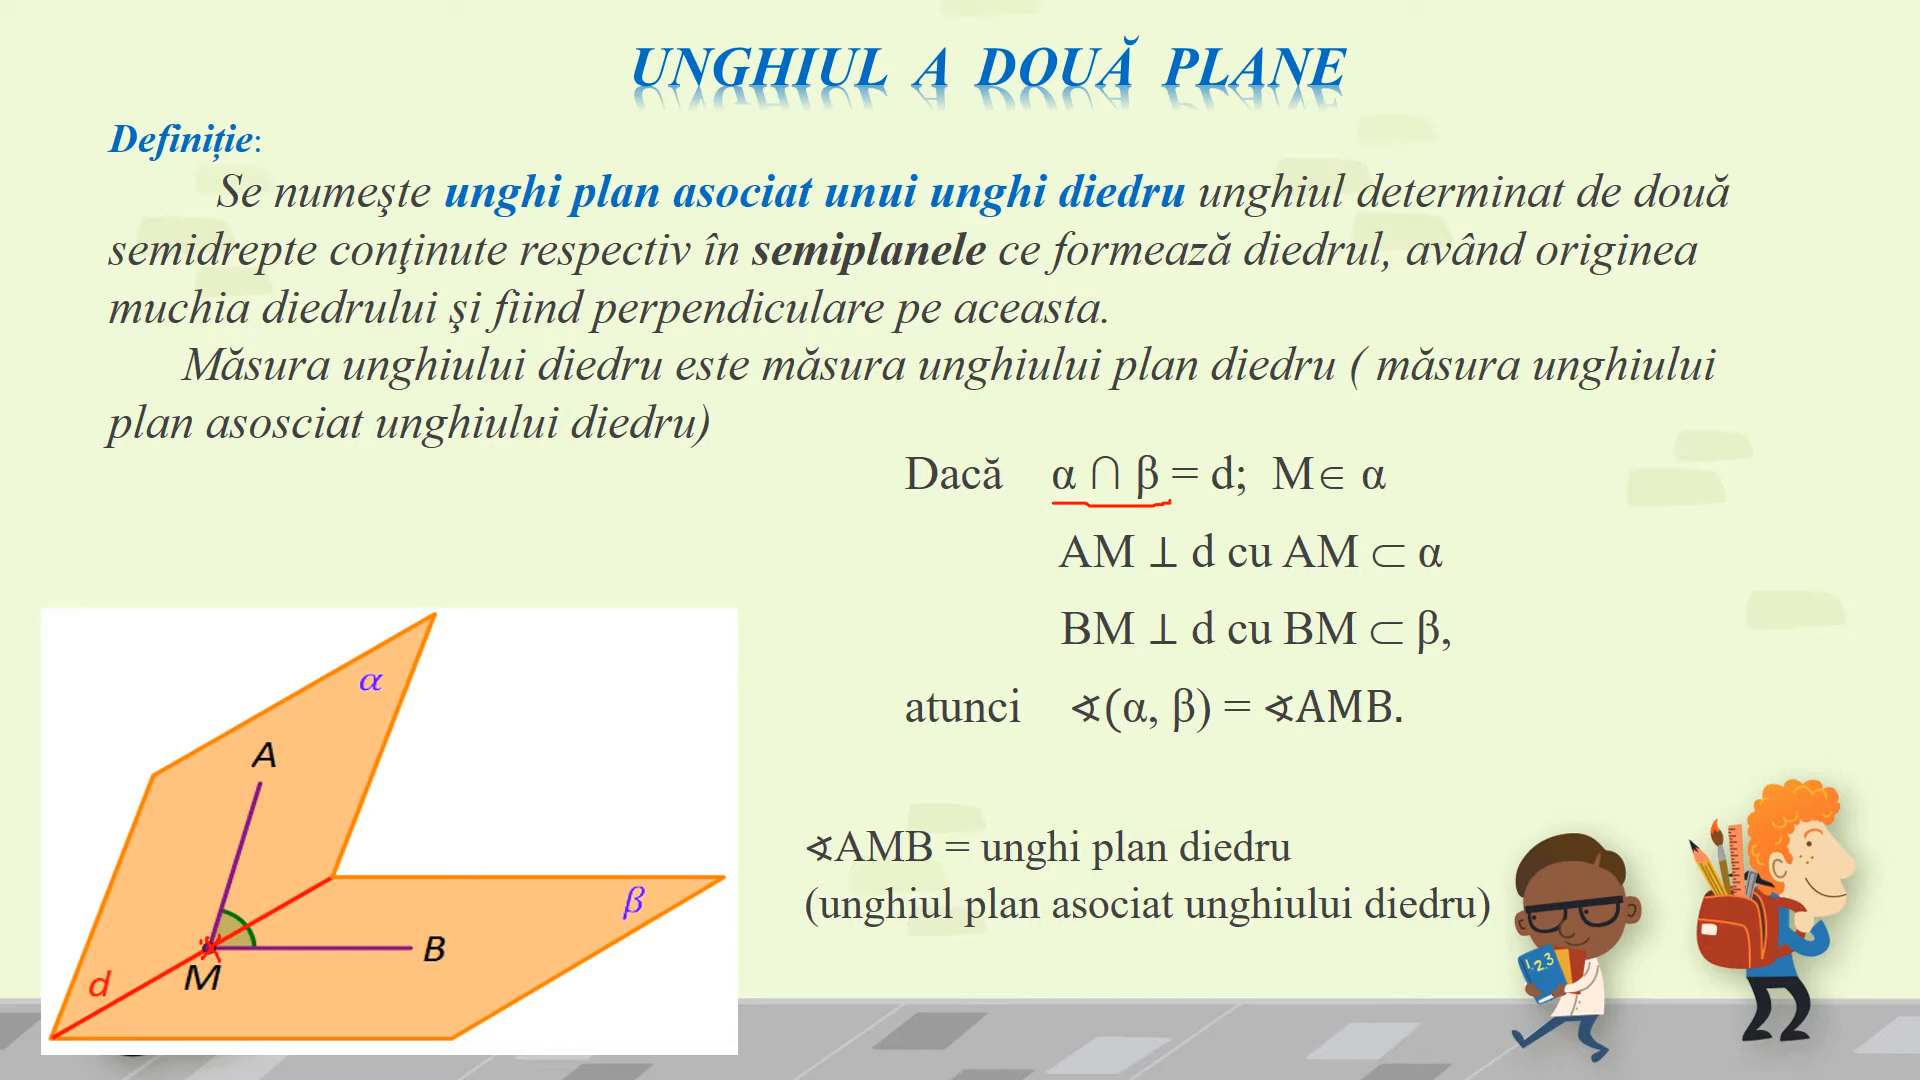 UNGHIUL A DOUĂ PLANE
Definiție:
Se numeşte unghi plan asociat unui unghi diedru unghiul determinat de două
semidrepte conţinute respectiv în semiplanele ce formează diedrul, având originea
muchia diedrului şi fiind perpendiculare pe aceasta.
Măsura unghiului diedru este măsura unghiului plan diedru ( măsura unghiului
plan asosciat unghiului diedru)
Dacă α ∩ β = d; M∈ α
AM ⊥ d cu AM ⊂ α
BM ⊥ d cu BM ⊂ β,
atunci ∢(α, β) = ∢AMB.
∢AMB = unghi plan diedru
(unghiul plan asociat unghiului diedru)
α
A
β
B
M
d
1.2.3